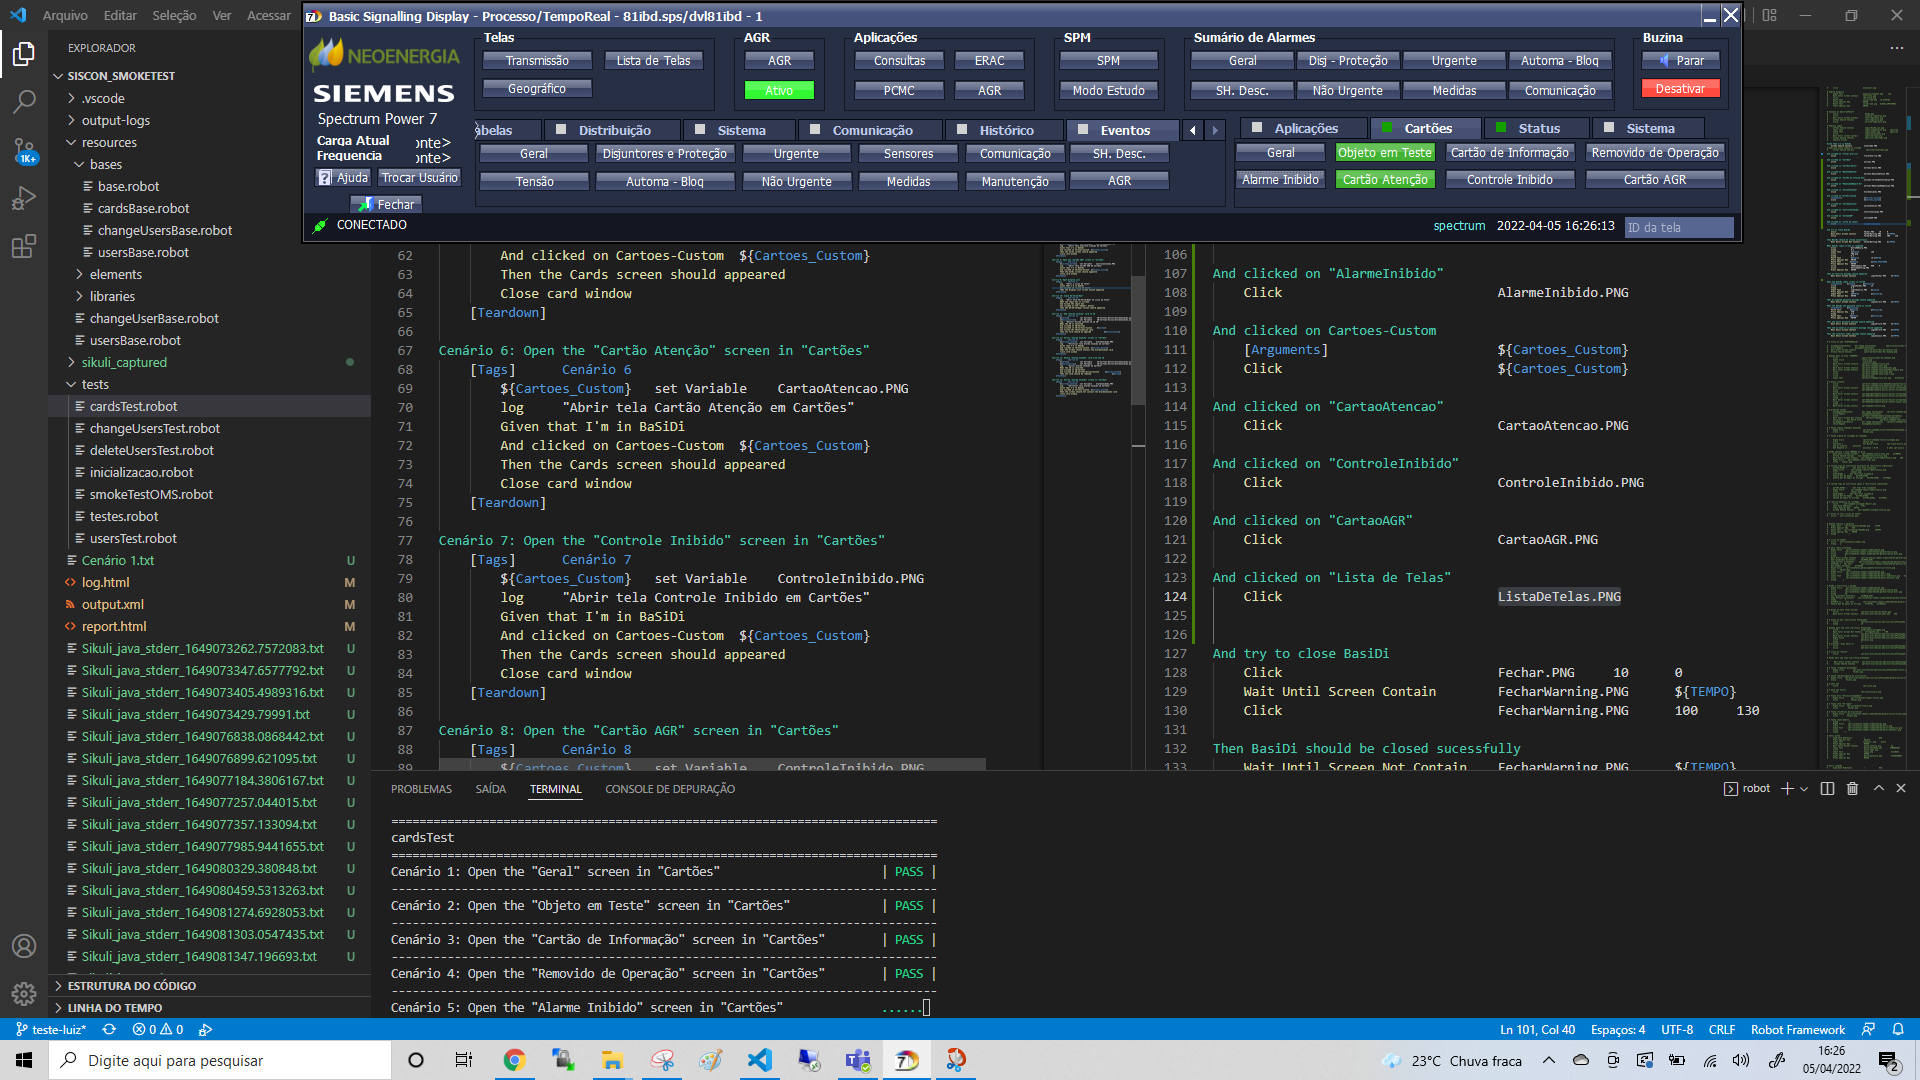 Arquivo Editar Seleção Ver Acessar
Basic Signalling Display - Processo/TempoReal - 81ibd.sps/dvl81ibd - 1
NEOENERGIA
SIEMENS
Spectrum Power 7
Carga Atual onte>
Frequencia onte>
Ajuda Trocar Usuário
Fechar
CONECTADO
Telas
Transmissão Lista de Telas
Geográfico
AGR
AGR
Ativo
Aplicações
Consultas ERAC
PCMC AGR
SPM
SPM
Modo Estudo
Sumário de Alarmes
Geral Disj - Proteção Urgente Automa - Bloq
SH. Desc. Não Urgente Medidas Comunicação
Buzina
Parar
Desativar
abelas Distribuição Sistema Comunicação Histórico Eventos
Geral Disjuntores e Proteção Urgente Sensores Comunicação SH. Desc.
Tensão Automa - Bloq Não Urgente Medidas Manutenção AGR
Aplicações Cartões Status Sistema
Geral Objeto em Teste Cartão de Informação Removido de Operação
Alarme Inibido Cartão Atenção Controle Inibido Cartão AGR
spectrum 2022-04-05 16:26:13 ID da tela
EXPLORADOR
SISCON_SMOKETEST
.vscode
output-logs
resources
bases
base.robot
cardsBase.robot
changeUsersBase.robot
usersBase.robot
elements
libraries
changeUserBase.robot
usersBase.robot
sikuli_captured
tests
cardsTest.robot
changeUsersTest.robot
deleteUsersTest.robot
inicializacao.robot
smokeTestOMS.robot
testes.robot
usersTest.robot
Cenário 1.txt U
log.html M
output.xml M
report.html M
Sikuli_java_stderr_1649073262.7572083.txt U
Sikuli_java_stderr_1649073347.6577792.txt U
Sikuli_java_stderr_1649073405.4989316.txt U
Sikuli_java_stderr_1649073429.79991.txt U
Sikuli_java_stderr_1649076838.0868442.txt U
Sikuli_java_stderr_1649076899.621095.txt U
Sikuli_java_stderr_1649077184.3806167.txt U
Sikuli_java_stderr_1649077257.044015.txt U
Sikuli_java_stderr_1649077357.133094.txt U
Sikuli_java_stderr_1649077985.9441655.txt U
Sikuli_java_stderr_1649080329.380848.txt U
Sikuli_java_stderr_1649080459.5313263.txt U
Sikuli_java_stderr_1649081274.6928053.txt U
Sikuli_java_stderr_1649081303.0547435.txt U
Sikuli_java_stderr_1649081347.196693.txt U
ESTRUTURA DO CÓDIGO
LINHA DO TEMPO
1K+
62 And clicked on Cartoes-Custom ${Cartoes_Custom}
63 Then the Cards screen should appeared
64 Close card window
65 [Teardown]
66
67 Cenário 6: Open the "Cartão Atenção" screen in "Cartões"
68 [Tags] Cenário 6
69 ${Cartoes_Custom} set Variable CartaoAtencao.PNG
70 log "Abrir tela Cartão Atenção em Cartões"
71 Given that I'm in BaSiDi
72 And clicked on Cartoes-Custom ${Cartoes_Custom}
73 Then the Cards screen should appeared
74 Close card window
75 [Teardown]
76
77 Cenário 7: Open the "Controle Inibido" screen in "Cartões"
78 [Tags] Cenário 7
79 ${Cartoes_Custom} set Variable ControleInibido.PNG
80 log "Abrir tela Controle Inibido em Cartões"
81 Given that I'm in BaSiDi
82 And clicked on Cartoes-Custom ${Cartoes_Custom}
83 Then the Cards screen should appeared
84 Close card window
85 [Teardown]
86
87 Cenário 8: Open the "Cartão AGR" screen in "Cartões"
88 [Tags] Cenário 8
89 ${Cartoes_Custom} set Variable ControleInibido.PNG
106
107 And clicked on "AlarmeInibido"
108 Click AlarmeInibido.PNG
109
110 And clicked on Cartoes-Custom
111 [Arguments] ${Cartoes_Custom}
112 Click ${Cartoes_Custom}
113
114 And clicked on "CartaoAtencao"
115 Click CartaoAtencao.PNG
116
117 And clicked on "ControleInibido"
118 Click ControleInibido.PNG
119
120 And clicked on "CartaoAGR"
121 Click CartaoAGR.PNG
122
123 And clicked on "Lista de Telas"
124 Click ListaDeTelas.PNG
125
126
127 And try to close BasiDi
128 Click Fechar.PNG 10 0
129 Wait Until Screen Contain FecharWarning.PNG ${TEMPO}
130 Click FecharWarning.PNG 100 130
131
132 Then BasiDi should be closed sucessfully
133 Wait Until Screen Not Contain FecharWarning.PNG ${TEMPO}
PROBLEMAS SAÍDA TERMINAL CONSOLE DE DEPURAÇÃO
robot
==============================================================================
cardsTest
==============================================================================
Cenário 1: Open the "Geral" screen in "Cartões" | PASS |
------------------------------------------------------------------------------
Cenário 2: Open the "Objeto em Teste" screen in "Cartões" | PASS |
------------------------------------------------------------------------------
Cenário 3: Open the "Cartão de Informação" screen in "Cartões" | PASS |
------------------------------------------------------------------------------
Cenário 4: Open the "Removido de Operação" screen in "Cartões" | PASS |
------------------------------------------------------------------------------
Cenário 5: Open the "Alarme Inibido" screen in "Cartões" ......
teste-luiz* 0 0 Ln 101, Col 40 Espaços: 4 UTF-8 CRLF Robot Framework
Digite aqui para pesquisar
23°C Chuva fraca
16:26
05/04/2022
2